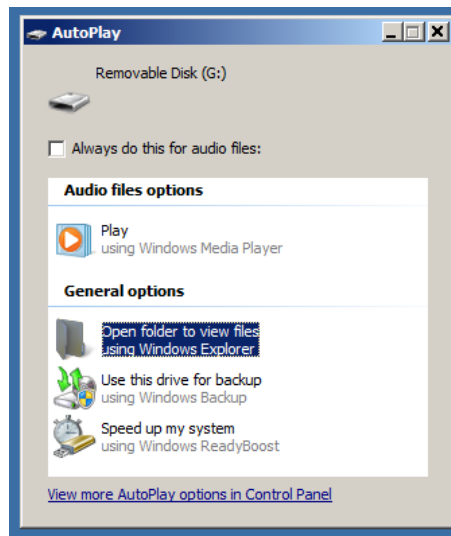 AutoPlay
Removable Disk (G:)
Always do this for audio files:
Audio files options
Play
using Windows Media Player
General options
Open folder to view files
using Windows Explorer
Use this drive for backup
using Windows Backup
Speed up my system
using Windows ReadyBoost
View more AutoPlay options in Control Panel